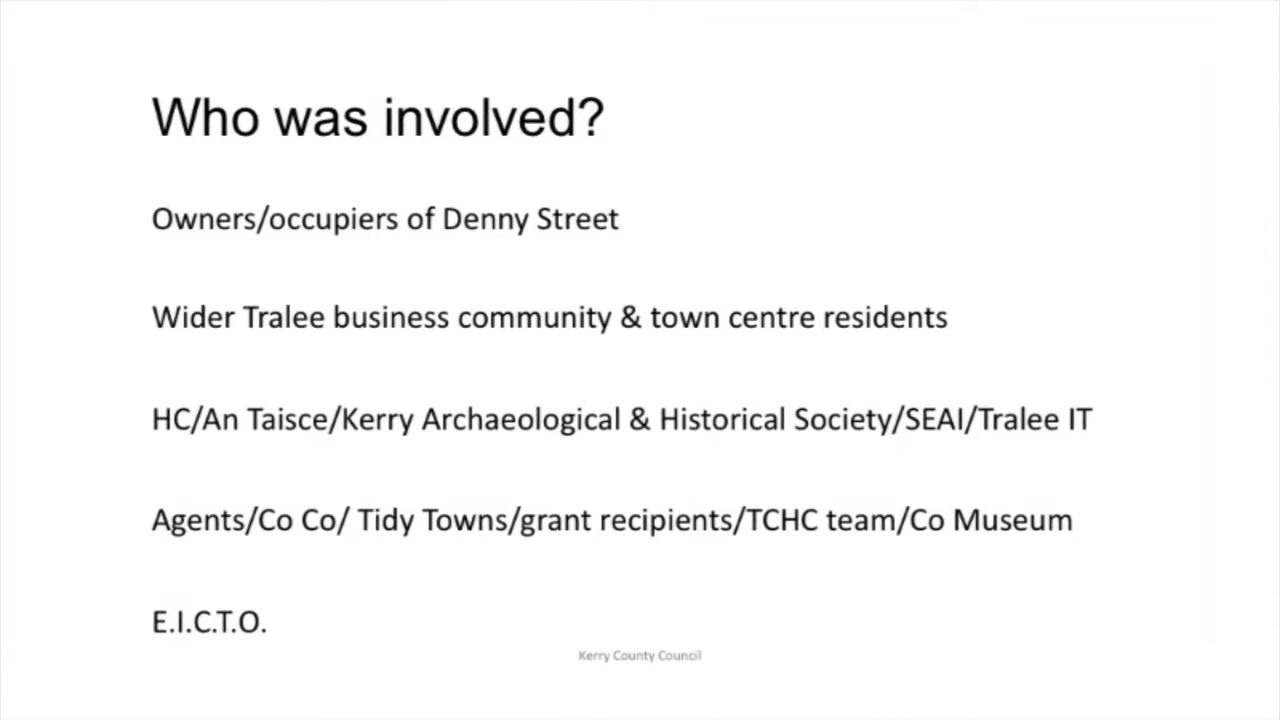 Who was involved?
Owners/occupiers of Denny Street
Wider Tralee business community & town centre residents
HC/An Taisce/Kerry Archaeological & Historical Society/SEAI/Tralee IT
Agents/Co Co/ Tidy Towns/grant recipients/TCHC team/Co Museum
E.I.C.T.O.
Kerry County Council